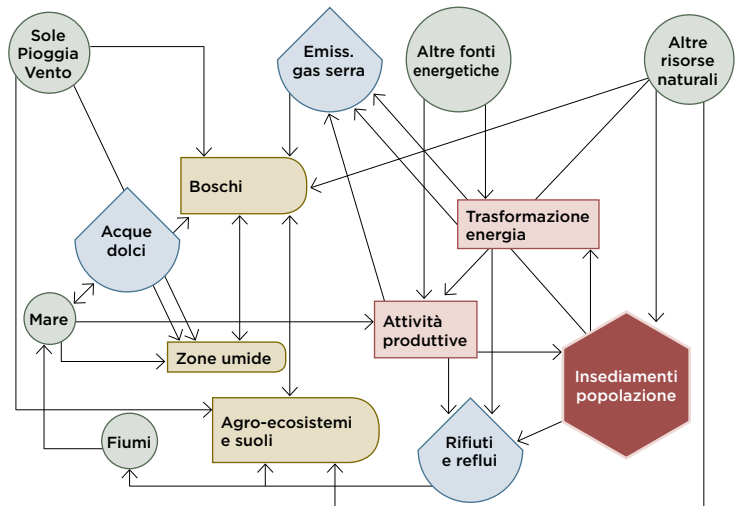 Sole
Pioggia
Vento
Emiss.
gas serra
Altre fonti
energetiche
Altre
risorse
naturali
Boschi
Trasformazione
energia
Acque
dolci
Mare
Attività
produttive
Zone umide
Insediamenti
popolazione
Agro-ecosistemi
e suoli
Fiumi
Rifiuti
e reflui